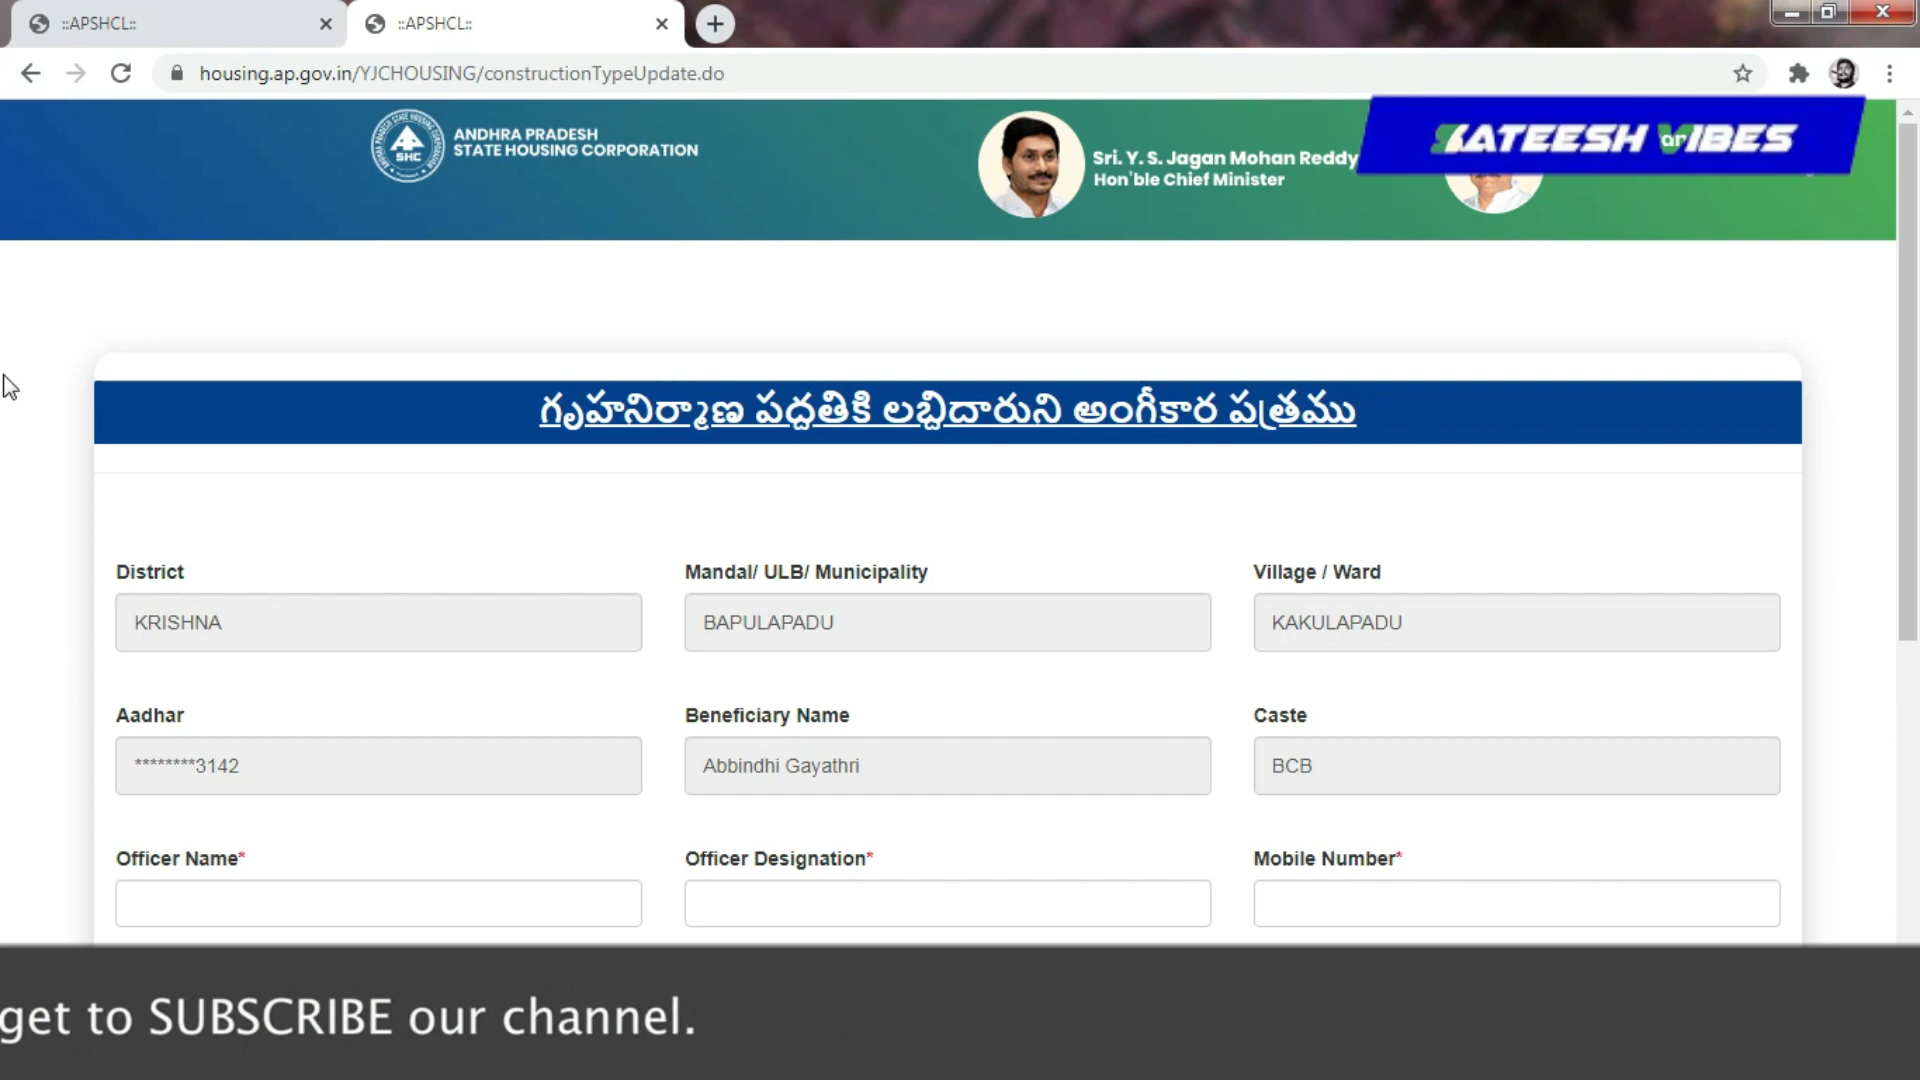 ::APSHCL::
::APSHCL::
housing.ap.gov.in/YJCHOUSING/constructionTypeUpdate.do
SHC
ANDHRA PRADESH
STATE HOUSING CORPORATION
Sri. Y. S. Jagan Mohan Reddy
Hon'ble Chief Minister
SATEESH an VIBES
గృహనిర్మాణ పద్దతికి లబ్దిదారుని అంగీకార పత్రము
District
Mandal/ ULB/ Municipality
Village / Ward
KRISHNA
BAPULAPADU
KAKULAPADU
Aadhar
Beneficiary Name
Caste
********3142
Abbindhi Gayathri
BCB
Officer Name*
Officer Designation*
Mobile Number*
get to SUBSCRIBE our channel.